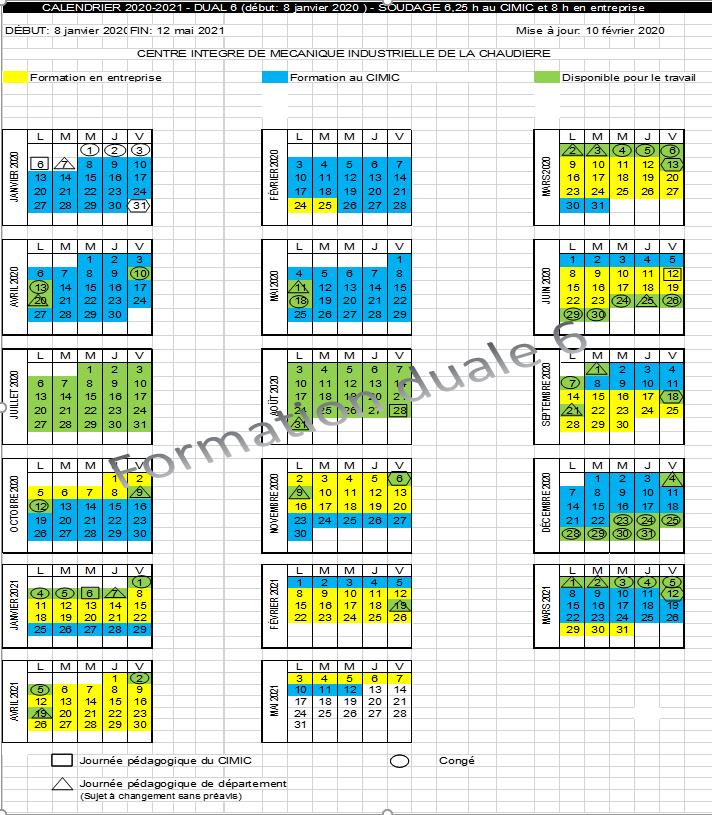 CALENDRIER 2020-2021 - DUAL 6 (début: 8 janvier 2020 ) - SOUDAGE 6,25 h au CIMIC et 8 h en entreprise
DÉBUT: 8 janvier 2020 FIN: 12 mai 2021 Mise à jour: 10 février 2020
CENTRE INTEGRE DE MECANIQUE INDUSTRIELLE DE LA CHAUDIERE
Formation en entreprise Formation au CIMIC Disponible pour le travail
JANVIER 2020
L M M J V
1 2 3
6 7 8 9 10
13 14 15 16 17
20 21 22 23 24
27 28 29 30 31
FÉVRIER 2020
L M M J V
3 4 5 6 7
10 11 12 13 14
17 18 19 20 21
24 25 26 27 28
MARS 2020
L M M J V
2 3 4 5 6
9 10 11 12 13
16 17 18 19 20
23 24 25 26 27
30 31
AVRIL 2020
L M M J V
1 2 3
6 7 8 9 10
13 14 15 16 17
20 21 22 23 24
27 28 29 30
MAI 2020
L M M J V
1
4 5 6 7 8
11 12 13 14 15
18 19 20 21 22
25 26 27 28 29
JUIN 2020
L M M J V
1 2 3 4 5
8 9 10 11 12
15 16 17 18 19
22 23 24 25 26
29 30
JUILLET 2020
L M M J V
1 2 3
6 7 8 9 10
13 14 15 16 17
20 21 22 23 24
27 28 29 30 31
AOÛT 2020
L M M J V
3 4 5 6 7
10 11 12 13 14
17 18 19 20 21
24 25 26 27 28
31
SEPTEMBRE 2020
L M M J V
1 2 3 4
7 8 9 10 11
14 15 16 17 18
21 22 23 24 25
28 29 30
Formation duale 6
OCTOBRE 2020
L M M J V
1 2
5 6 7 8 9
12 13 14 15 16
19 20 21 22 23
26 27 28 29 30
NOVEMBRE 2020
L M M J V
2 3 4 5 6
9 10 11 12 13
16 17 18 19 20
23 24 25 26 27
30
DÉCEMBRE 2020
L M M J V
1 2 3 4
7 8 9 10 11
14 15 16 17 18
21 22 23 24 25
28 29 30 31
JANVIER 2021
L M M J V
1
4 5 6 7 8
11 12 13 14 15
18 19 20 21 22
25 26 27 28 29
FÉVRIER 2021
L M M J V
1 2 3 4 5
8 9 10 11 12
15 16 17 18 19
22 23 24 25 26
MARS 2021
L M M J V
1 2 3 4 5
8 9 10 11 12
15 16 17 18 19
22 23 24 25 26
29 30 31
AVRIL 2021
L M M J V
1 2
5 6 7 8 9
12 13 14 15 16
19 20 21 22 23
26 27 28 29 30
MAI 2021
L M M J V
3 4 5 6 7
10 11 12 13 14
17 18 19 20 21
24 25 26 27 28
31
Journée pédagogique du CIMIC Congé
Journée pédagogique de département
(Sujet à changement sans préavis)